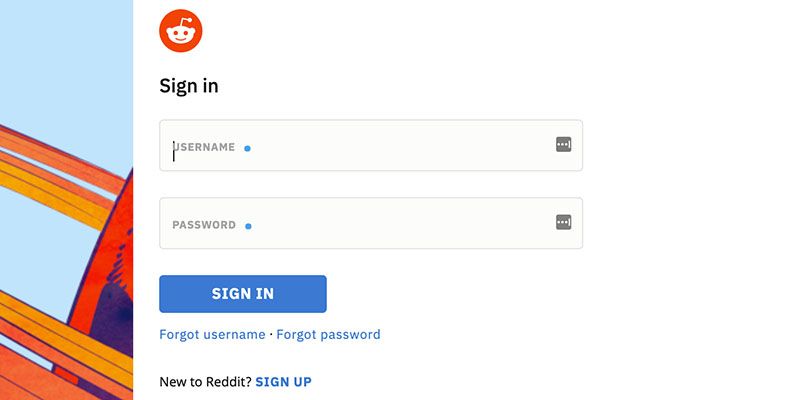 Sign in
USERNAME
PASSWORD
SIGN IN
Forgot username · Forgot password
New to Reddit? SIGN UP